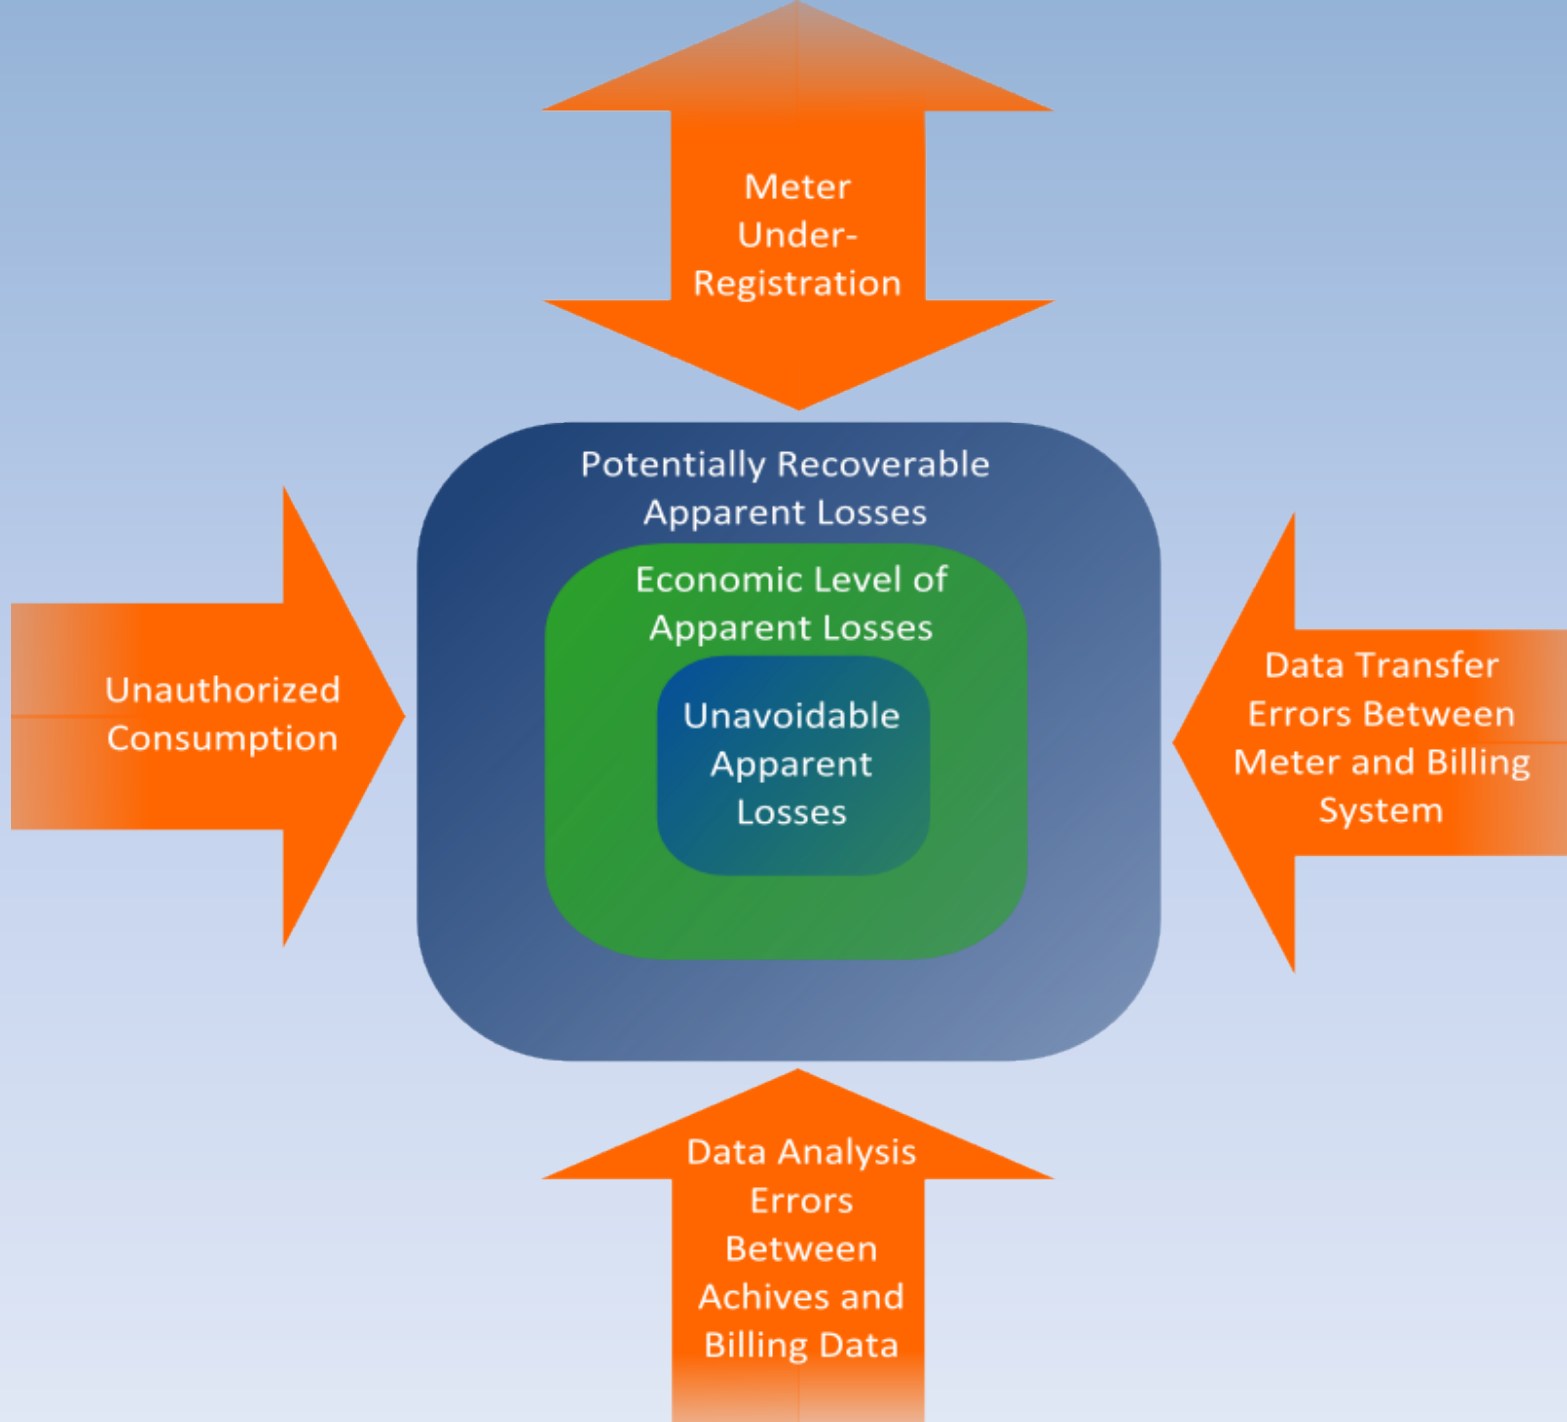 Meter
Under-
Registration
Potentially Recoverable
Apparent Losses
Economic Level of
Apparent Losses
Unavoidable
Apparent
Losses
Unauthorized
Consumption
Data Transfer
Errors Between
Meter and Billing
System
Data Analysis
Errors
Between
Achives and
Billing Data